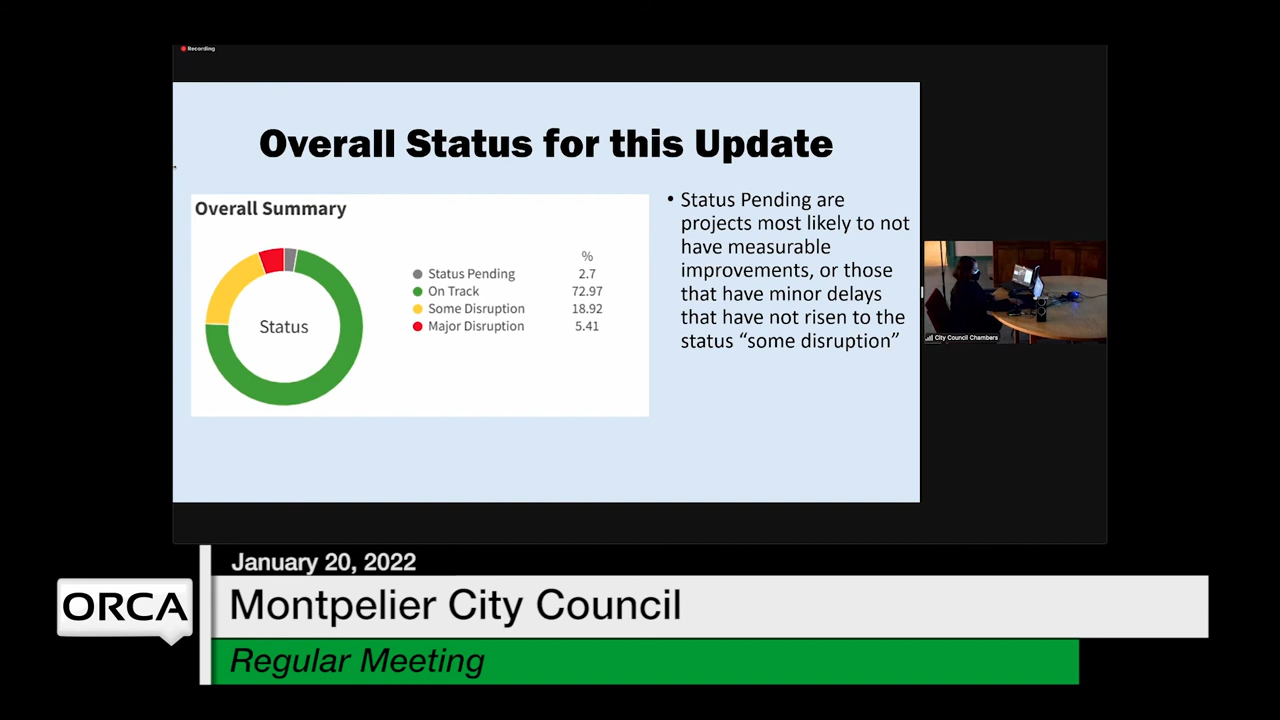 Recording
Overall Status for this Update
Overall Summary
Status
%
Status Pending 2.7
On Track 72.97
Some Disruption 18.92
Major Disruption 5.41
• Status Pending are
projects most likely to not
have measurable
improvements, or those
that have minor delays
that have not risen to the
status “some disruption”
City Council Chambers
January 20, 2022
ORCA
Montpelier City Council
Regular Meeting